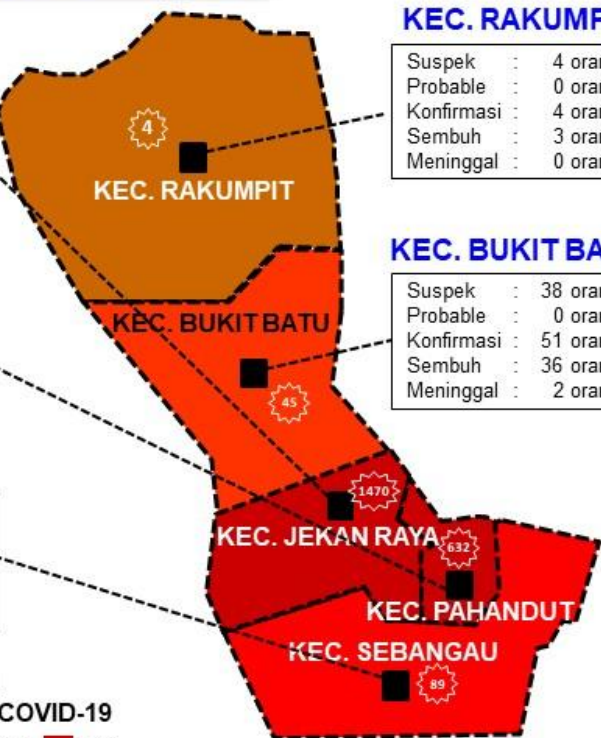 KEC. RAKUMP
Suspek : 4 oran
Probable : 0 oran
Konfirmasi : 4 oran
Sembuh : 3 oran
Meninggal : 0 oran
4
KEC. RAKUMPIT
KEC. BUKIT BA
Suspek : 38 oran
Probable : 0 oran
Konfirmasi : 51 oran
Sembuh : 36 oran
Meninggal : 2 oran
KEC. BUKIT BATU
45
1470
KEC. JEKAN RAYA
632
KEC. PAHANDUT
KEC. SEBANGAU
89
COVID-19